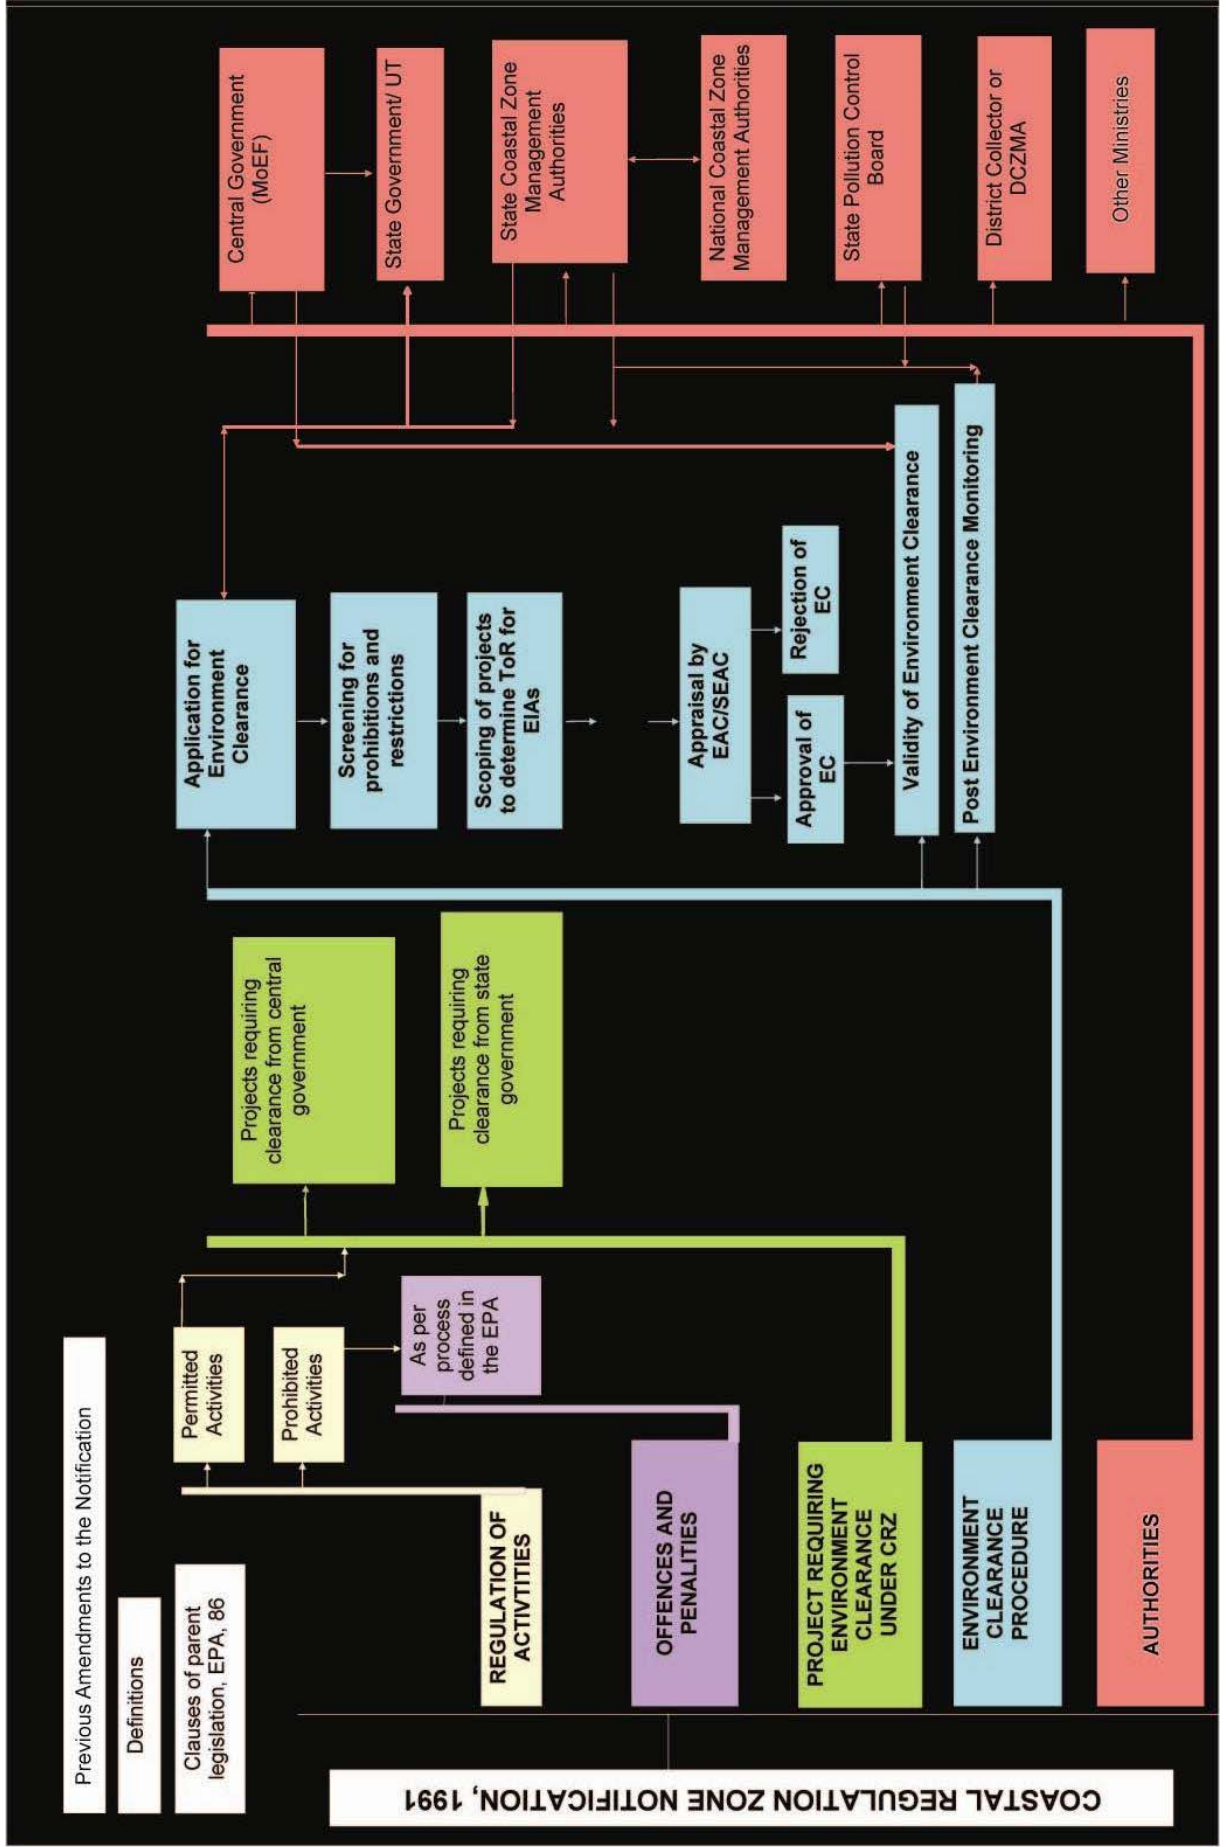 Previous Amendments to the Notification
Definitions
Clauses of parent
legislation, EPA, 86
COASTAL REGULATION ZONE NOTIFICATION, 1991
REGULATION OF
ACTIVTITIES
Permitted
Activities
Prohibited
Activities
OFFENCES AND
PENALITIES
As per
process
defined in
the EPA
PROJECT REQUIRING
ENVIRONMENT
CLEARANCE
UNDER CRZ
Projects requiring
clearance from central
government
Projects requiring
clearance from state
government
ENVIRONMENT
CLEARANCE
PROCEDURE
Application for
Environment
Clearance
Screening for
prohibitions and
restrictions
Scoping of projects
to determine ToR for
EIAs
Appraisal by
EAC/SEAC
Approval of
EC
Rejection of
EC
Validity of Environment Clearance
Post Environment Clearance Monitoring
AUTHORITIES
Central Government
(MoEF)
State Government/ UT
State Coastal Zone
Management
Authorities
National Coastal Zone
Management Authorities
State Pollution Control
Board
District Collector or
DCZMA
Other Ministries